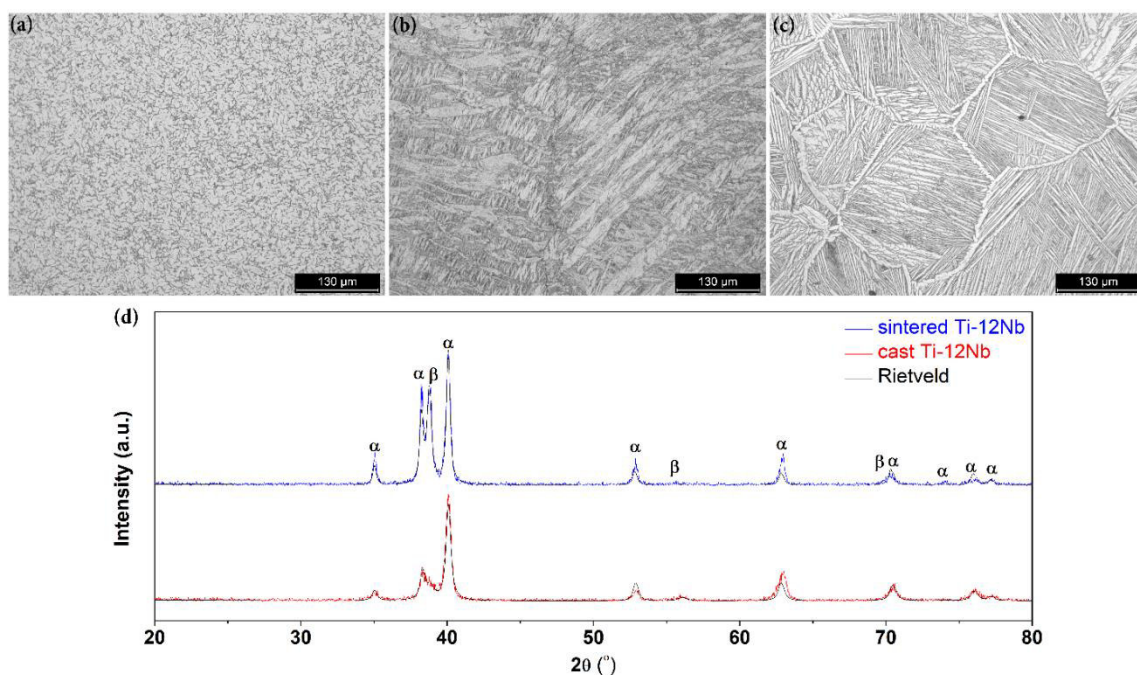 (a)
(b)
(c)
130 µm
130 µm
130 µm
(d)
sintered Ti-12Nb
cast Ti-12Nb
Rietveld
α
α
β
α
α
β
α
β
α
α
α
α
Intensity (a.u.)
20
30
40
50
60
70
80
2θ (°)